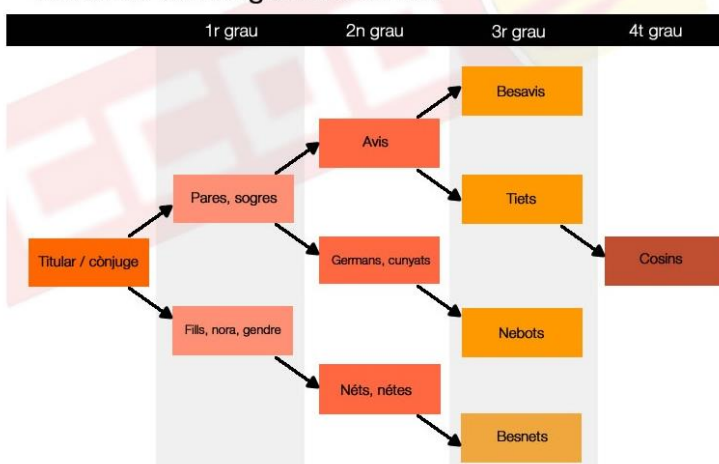 1r grau 2n grau 3r grau 4t grau
Besavis
Avis
Pares, sogres
Tiets
Titular / cònjuge
Germans, cunyats
Cosins
Fills, nora, gendre
Nebots
Néts, nétes
Besnets
CCOO